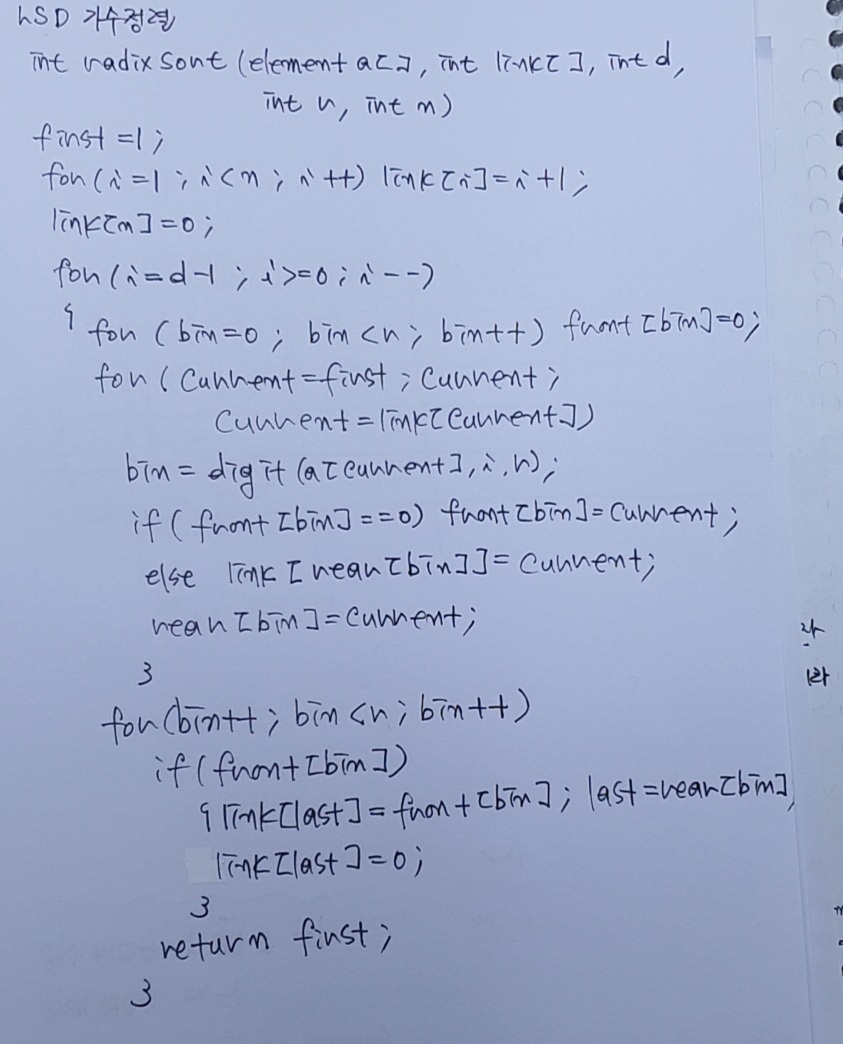 LSD 기수정렬
int radix sort (element a[], int link[], int d,
int r, int n)
first = 1;
for (i=1; i<n; i++) link[i] = i+1;
link[n] = 0;
for (i=d-1; i>=0; i--)
{ for (bin=0; bin<r; bin++) front[bin]=0;
for (current=first; current;
current = link[current])
bin = digit (a[current], i, r);
if (front[bin]==0) front[bin]=current;
else link[rear[bin]]=current;
rear[bin]=current;
}
for (bin++; bin<r; bin++)
if (front[bin])
{ link[last] = front[bin]; last = rear[bin]
link[last]=0;
}
return first;
}